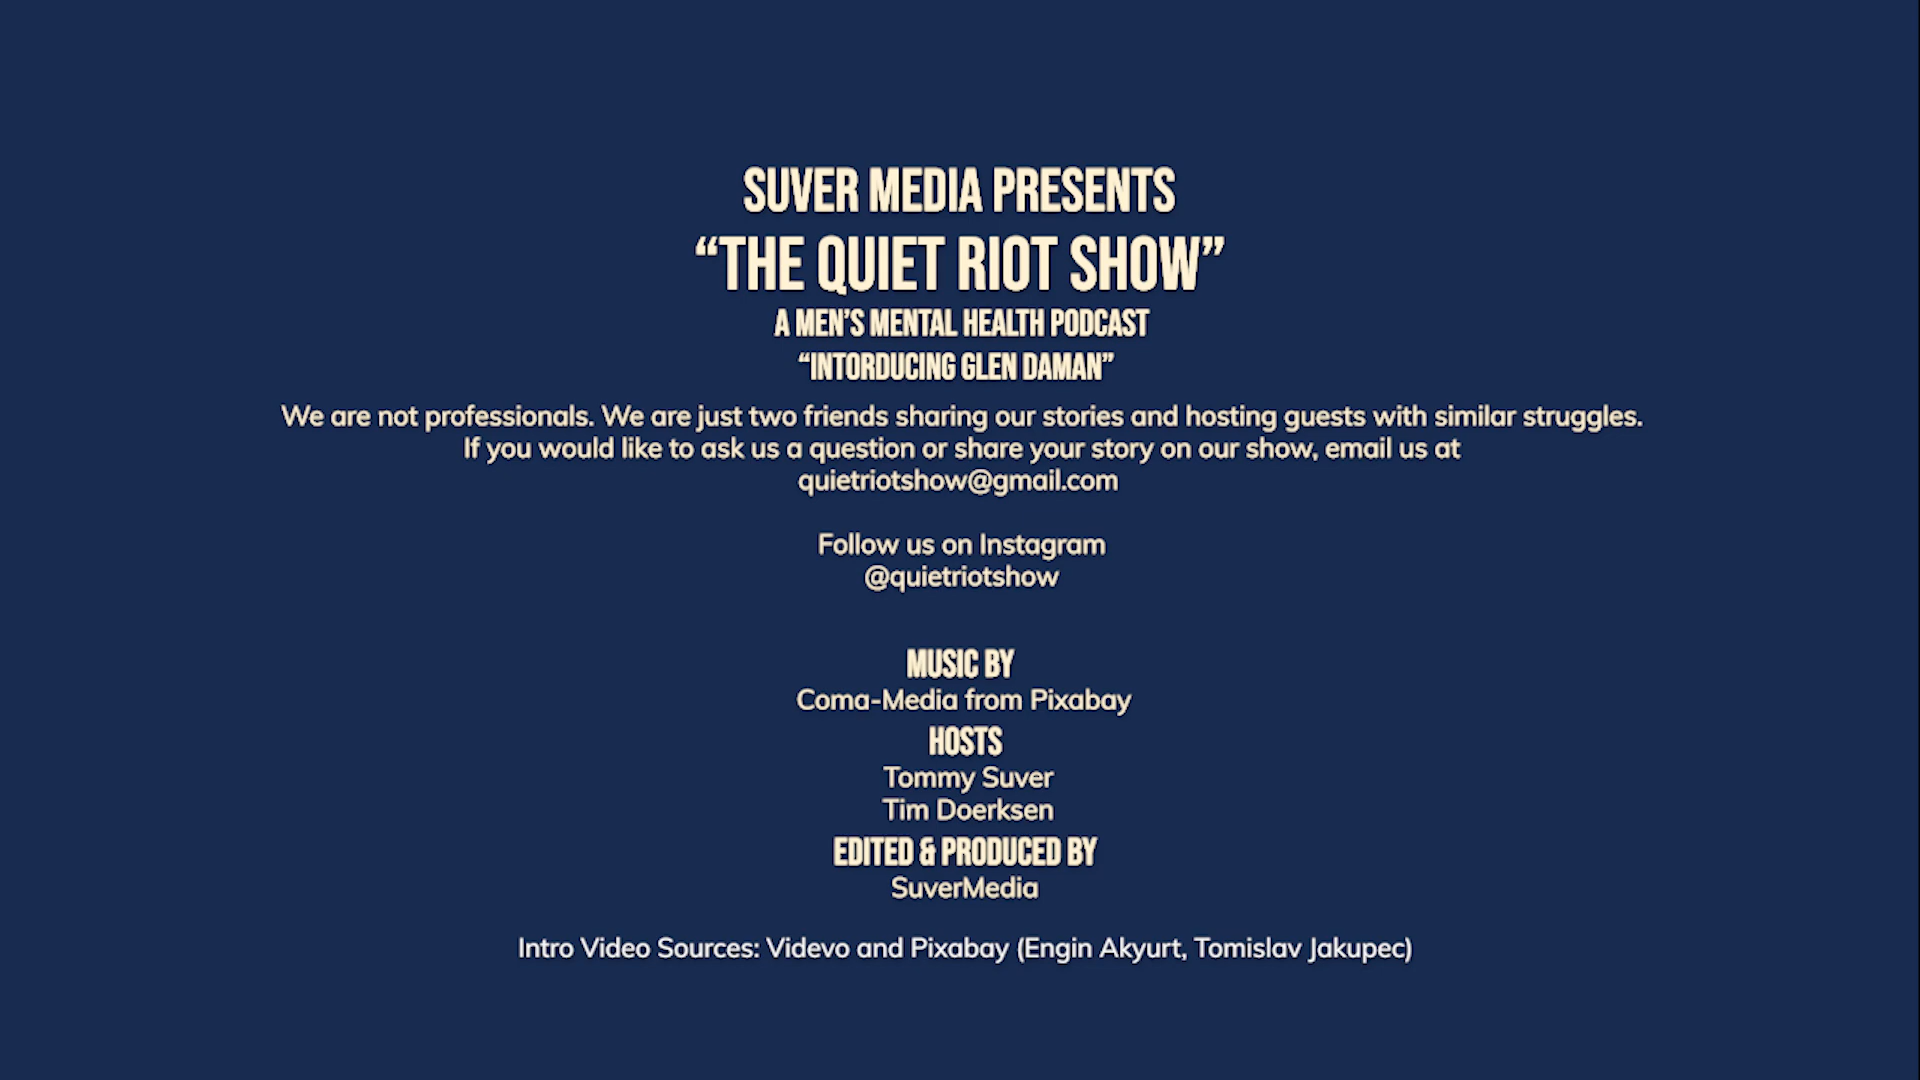 SUVER MEDIA PRESENTS
“THE QUIET RIOT SHOW”
A MEN’S MENTAL HEALTH PODCAST
“INTORDUCING GLEN DAMAN”
We are not professionals. We are just two friends sharing our stories and hosting guests with similar struggles.
If you would like to ask us a question or share your story on our show, email us at
quietriotshow@gmail.com
Follow us on Instagram
@quietriotshow
MUSIC BY
Coma-Media from Pixabay
HOSTS
Tommy Suver
Tim Doerksen
EDITED & PRODUCED BY
SuverMedia
Intro Video Sources: Videvo and Pixabay (Engin Akyurt, Tomislav Jakupec)